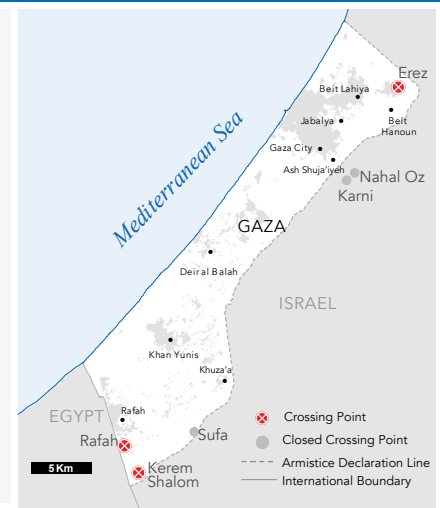 Erez
Beit Lahiya
Jabalya
Beit
Hanoun
Gaza City
Ash Shuja'iyeh
Nahal Oz
Karni
Mediterranean Sea
GAZA
Deir al Balah
ISRAEL
Khan Yunis
Khuza'a
EGYPT
Rafah
Rafah
Sufa
Kerem
Shalom
5 Km
Crossing Point
Closed Crossing Point
Armistice Declaration Line
International Boundary